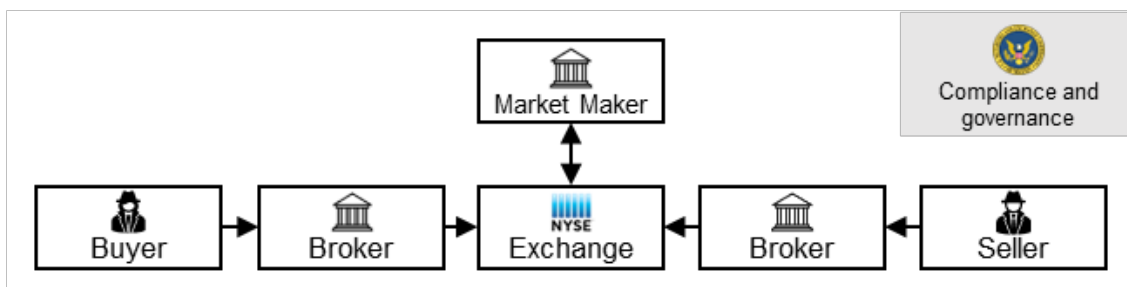 Compliance and
governance
Market Maker
Buyer
Broker
NYSE
Exchange
Broker
Seller